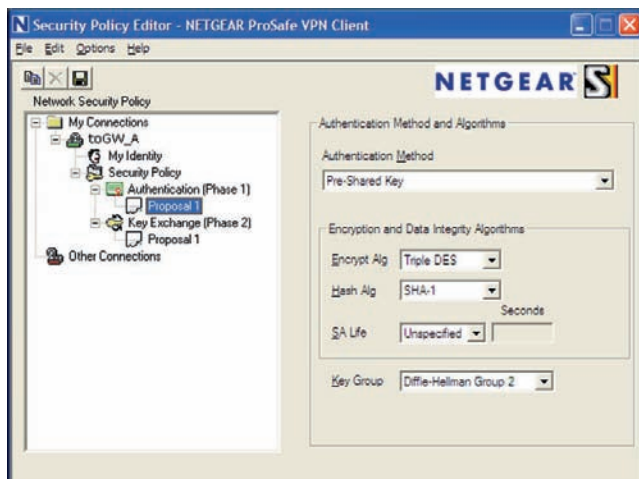 N Security Policy Editor - NETGEAR ProSafe VPN Client
File Edit Options Help
NETGEAR S
Network Security Policy
My Connections
toGW_A
My Identity
Security Policy
Authentication (Phase 1)
Proposal 1
Key Exchange (Phase 2)
Proposal 1
Other Connections
Authentication Method and Algorithms
Authentication Method
Pre-Shared Key
Encryption and Data Integrity Algorithms
Encrypt Alg Triple DES
Hash Alg SHA-1
Seconds
SA Life Unspecified
Key Group Diffie-Hellman Group 2